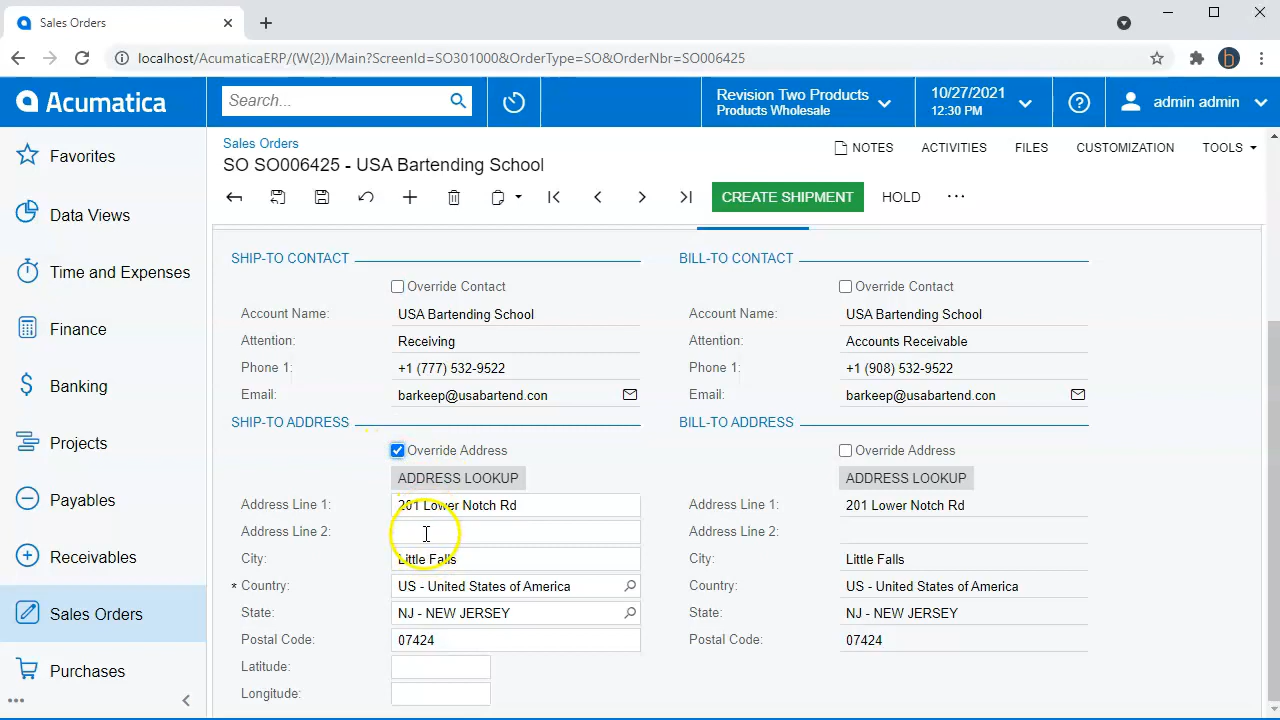 Sales Orders
localhost/AcumaticaERP/(W(2))/Main?ScreenId=SO301000&OrderType=SO&OrderNbr=SO006425
b
Acumatica
Search...
Revision Two Products
Products Wholesale
10/27/2021
12:30 PM
admin admin
Favorites
Data Views
Time and Expenses
Finance
Banking
Projects
Payables
Receivables
Sales Orders
Purchases
Sales Orders
SO SO006425 - USA Bartending School
NOTES ACTIVITIES FILES CUSTOMIZATION TOOLS
CREATE SHIPMENT HOLD
SHIP-TO CONTACT
Override Contact
Account Name: USA Bartending School
Attention: Receiving
Phone 1: +1 (777) 532-9522
Email: barkeep@usabartend.con
SHIP-TO ADDRESS
Override Address
ADDRESS LOOKUP
Address Line 1: 201 Lower Notch Rd
Address Line 2:
City: Little Falls
* Country: US - United States of America
State: NJ - NEW JERSEY
Postal Code: 07424
Latitude:
Longitude:
BILL-TO CONTACT
Override Contact
Account Name: USA Bartending School
Attention: Accounts Receivable
Phone 1: +1 (908) 532-9522
Email: barkeep@usabartend.con
BILL-TO ADDRESS
Override Address
ADDRESS LOOKUP
Address Line 1: 201 Lower Notch Rd
Address Line 2:
City: Little Falls
Country: US - United States of America
State: NJ - NEW JERSEY
Postal Code: 07424